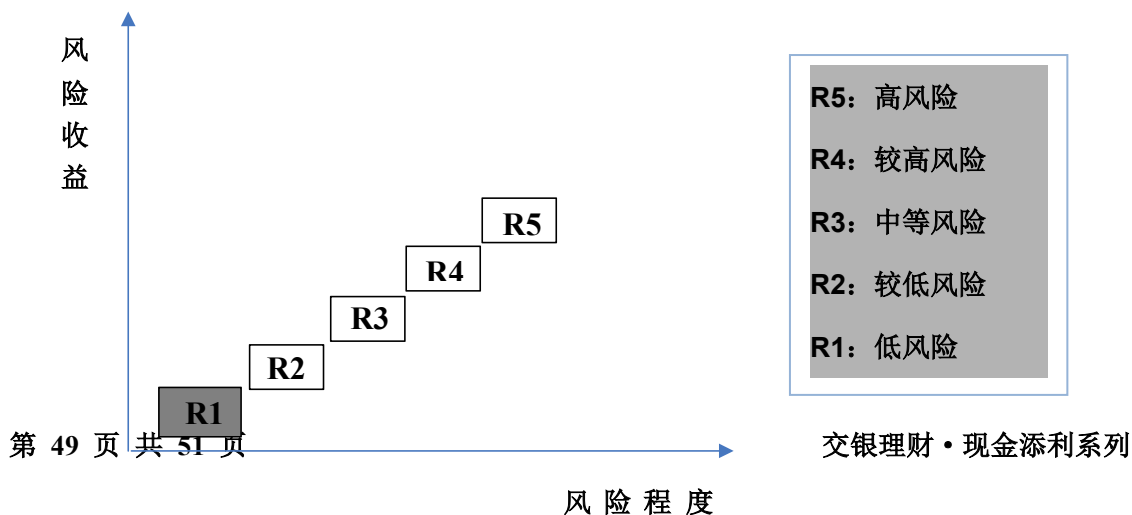 风
险
收
益
R5：高风险
R4：较高风险
R3：中等风险
R2：较低风险
R1：低风险
R5
R4
R3
R2
R1
第 49 页 共 51 页
交银理财·现金添利系列
风 险 程 度